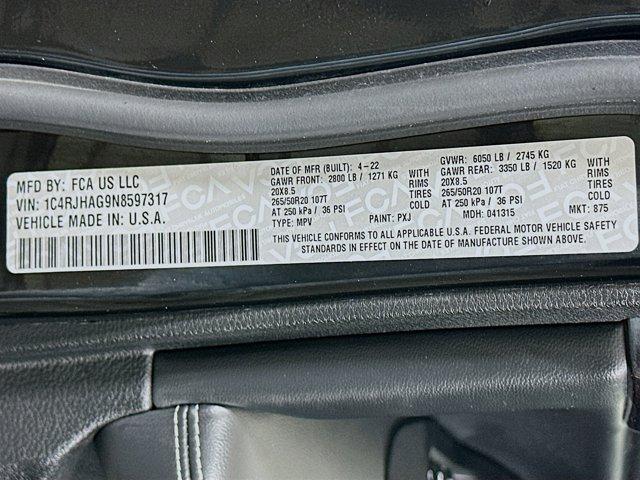 MFD BY: FCA US LLC
VIN: 1C4RJHAG9N8597317
VEHICLE MADE IN: U.S.A.
DATE OF MFR (BUILT): 4-22
GAWR FRONT: 2800 LB / 1271 KG WITH
20X8.5 RIMS
265/50R20 107T TIRES
AT 250 kPa / 36 PSI COLD
TYPE: MPV PAINT: PXJ
GVWR: 6050 LB / 2745 KG
GAWR REAR: 3350 LB / 1520 KG WITH
20X8.5 RIMS
265/50R20 107T TIRES
AT 250 kPa / 36 PSI COLD
MDH: 041315 MKT: 875
THIS VEHICLE CONFORMS TO ALL APPLICABLE U.S.A. FEDERAL MOTOR VEHICLE SAFETY
STANDARDS IN EFFECT ON THE DATE OF MANUFACTURE SHOWN ABOVE.